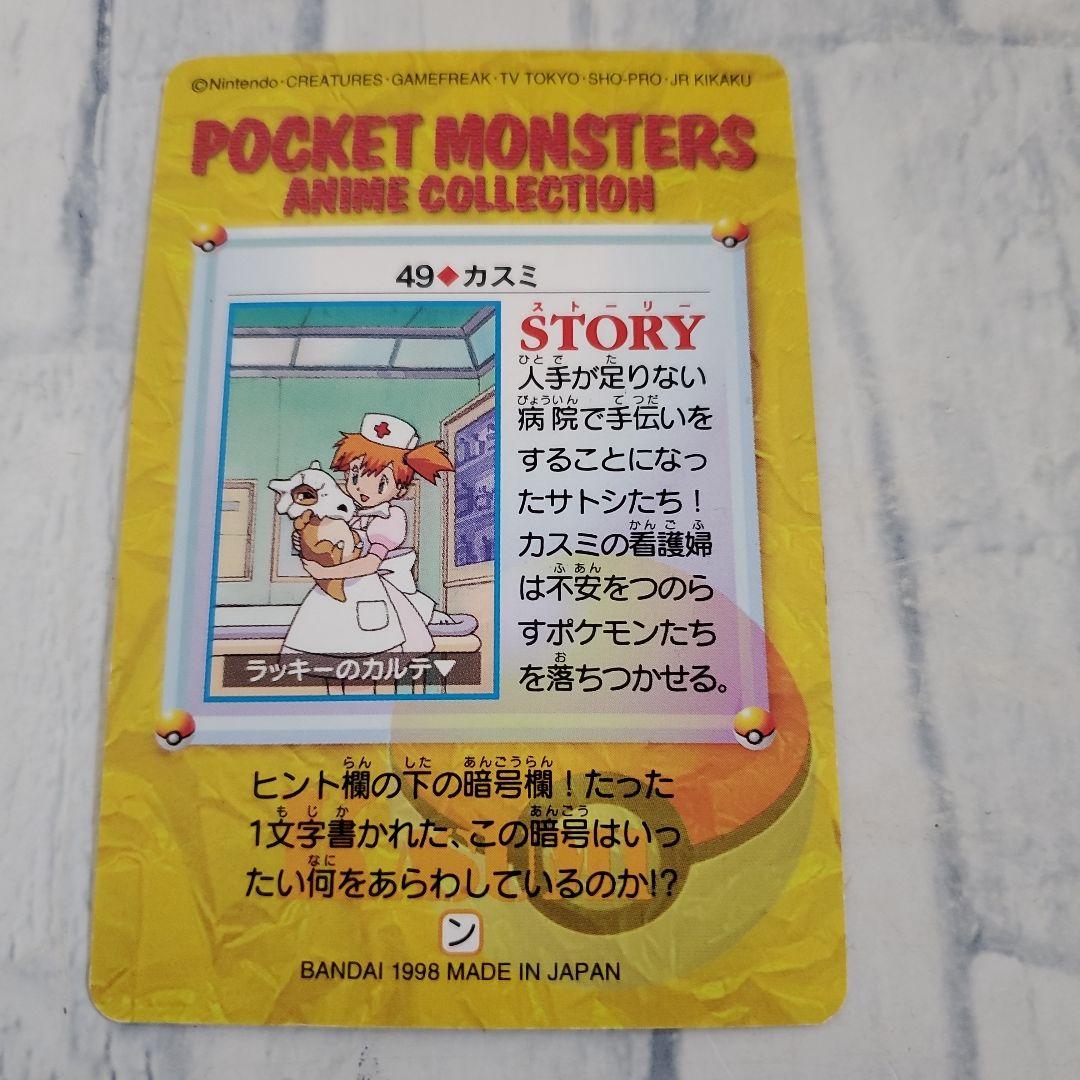 ©Nintendo・CREATURES・GAMEFREAK・TV TOKYO・SHO-PRO・JR KIKAKU
POCKET MONSTERS
ANIME COLLECTION
49◆カスミ
ストーリー
STORY
ひとで た
人手が足りない
びょういん てつだ
病院で手伝いを
することになっ
たサトシたち！
かんごふ
カスミの看護婦
ふあん
は不安をつのら
すポケモンたち
お
を落ちつかせる。
ラッキーのカルテ▼
らん した あんごうらん
ヒント欄の下の暗号欄！たった
もじか あんごう
1文字書かれた、この暗号はいっ
なに
たい何をあらわしているのか!?
ン
BANDAI 1998 MADE IN JAPAN